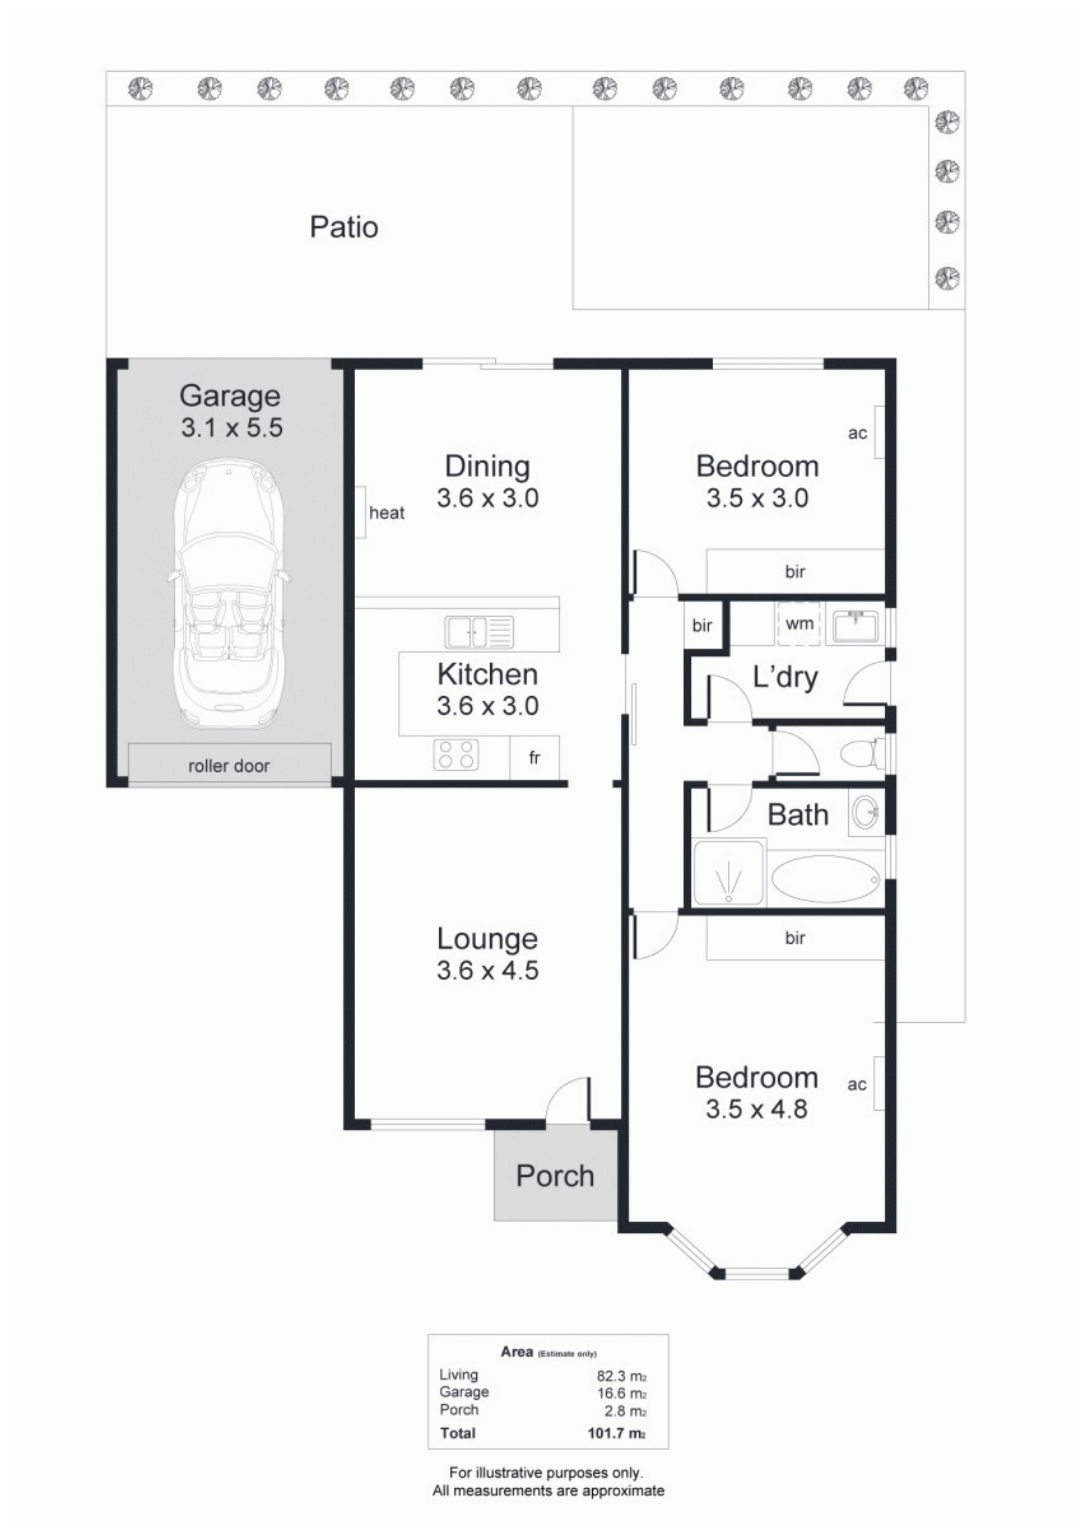 Patio
Garage
3.1 x 5.5
Dining
3.6 x 3.0
heat
Bedroom
3.5 x 3.0
ac
bir
bir
wm
L'dry
Kitchen
3.6 x 3.0
fr
roller door
Bath
Lounge
3.6 x 4.5
bir
Bedroom
3.5 x 4.8
ac
Porch
Area (Estimate only)
Living 82.3 m2
Garage 16.6 m2
Porch 2.8 m2
Total 101.7 m2
For illustrative purposes only.
All measurements are approximate